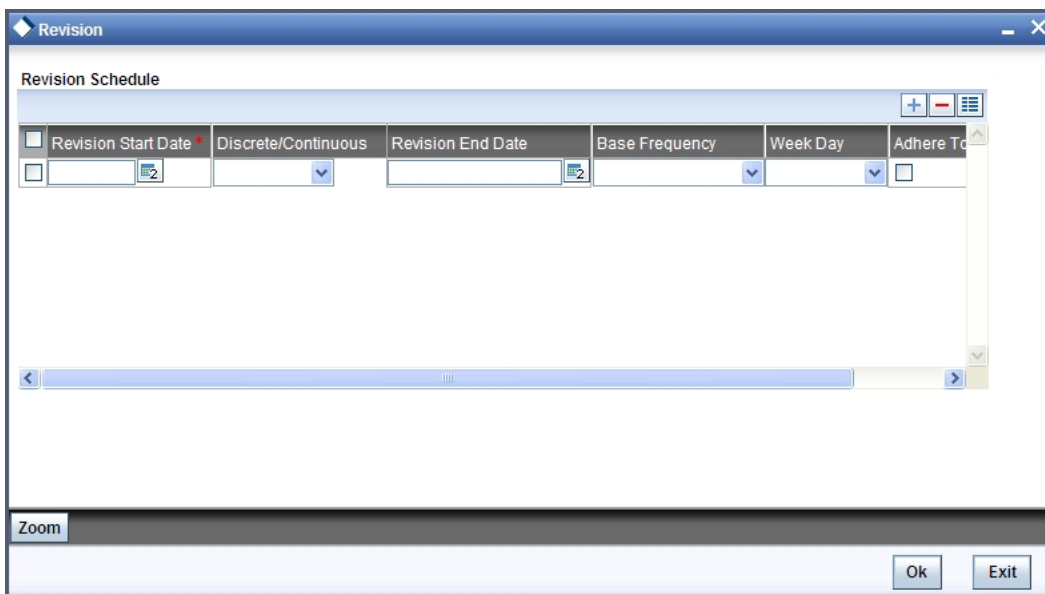 Revision
Revision Schedule
Revision Start Date * Discrete/Continuous Revision End Date Base Frequency Week Day Adhere To
Zoom
Ok Exit